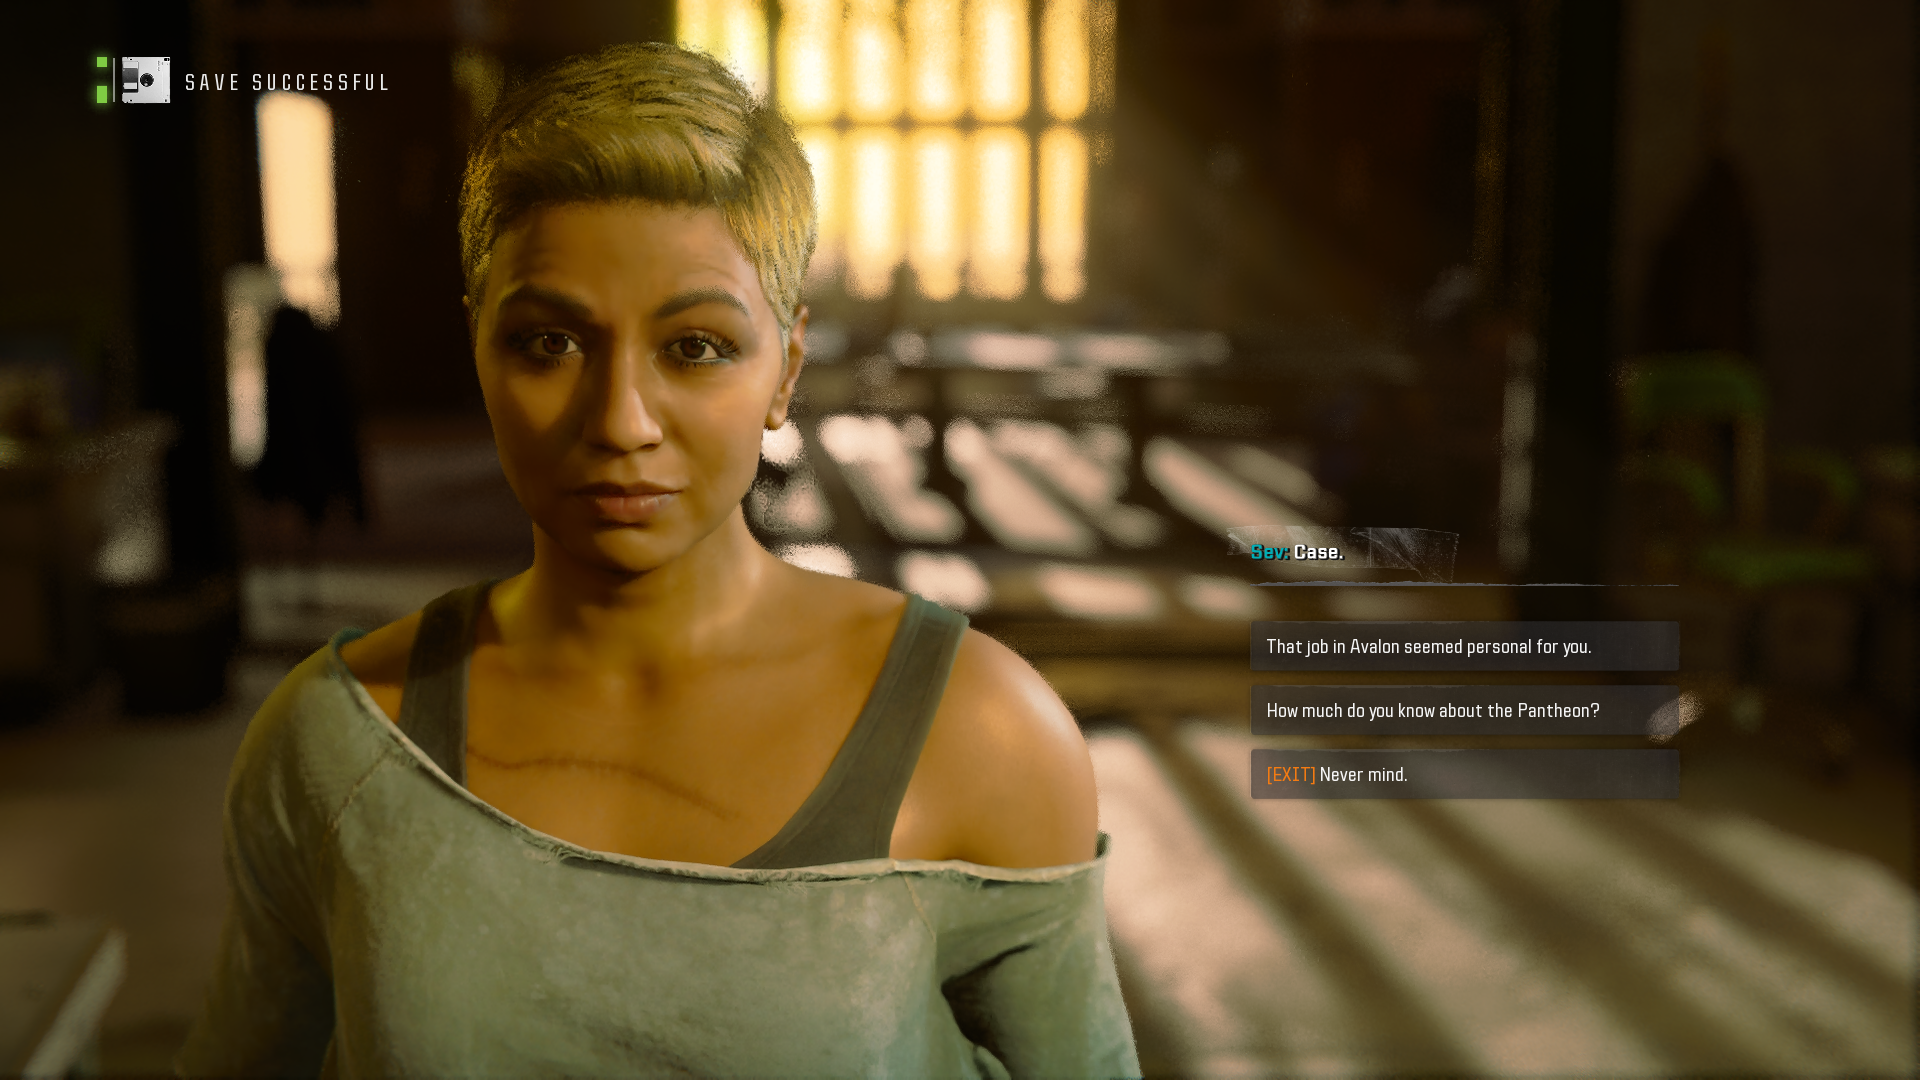 SAVE SUCCESSFUL
Sev: Case.
That job in Avalon seemed personal for you.
How much do you know about the Pantheon?
[EXIT] Never mind.